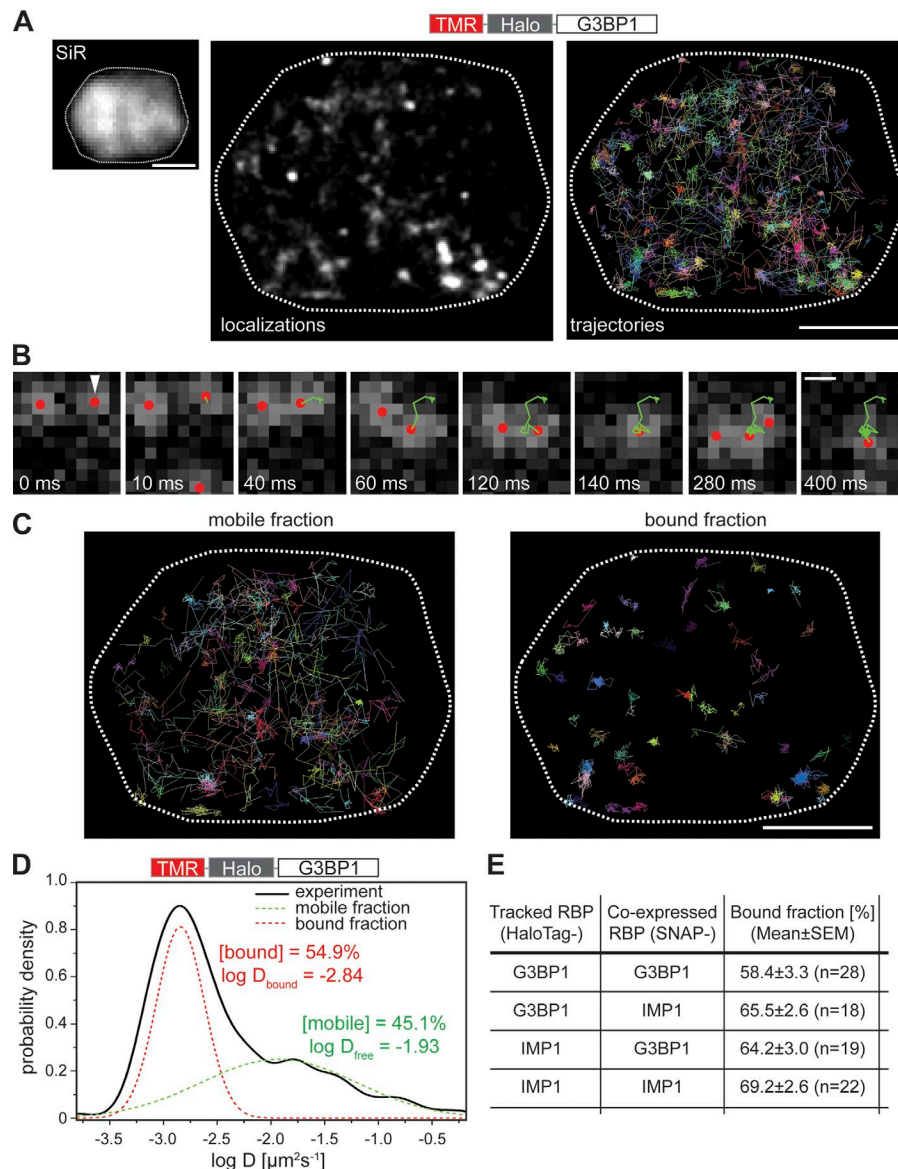 A
TMR Halo G3BP1
SiR
localizations
trajectories
B
0 ms
10 ms
40 ms
60 ms
120 ms
140 ms
280 ms
400 ms
C
mobile fraction
bound fraction
D
TMR Halo G3BP1
1.0
0.8
0.6
0.4
0.2
0
probability density
experiment
mobile fraction
bound fraction
[bound] = 54.9%
log Dbound = -2.84
[mobile] = 45.1%
log Dfree = -1.93
-3.5 -3.0 -2.5 -2.0 -1.5 -1.0 -0.5
log D [µm²s⁻¹]
E
Tracked RBP Co-expressed Bound fraction [%]
(HaloTag-) RBP (SNAP-) (Mean±SEM)
G3BP1 G3BP1 58.4±3.3 (n=28)
G3BP1 IMP1 65.5±2.6 (n=18)
IMP1 G3BP1 64.2±3.0 (n=19)
IMP1 IMP1 69.2±2.6 (n=22)